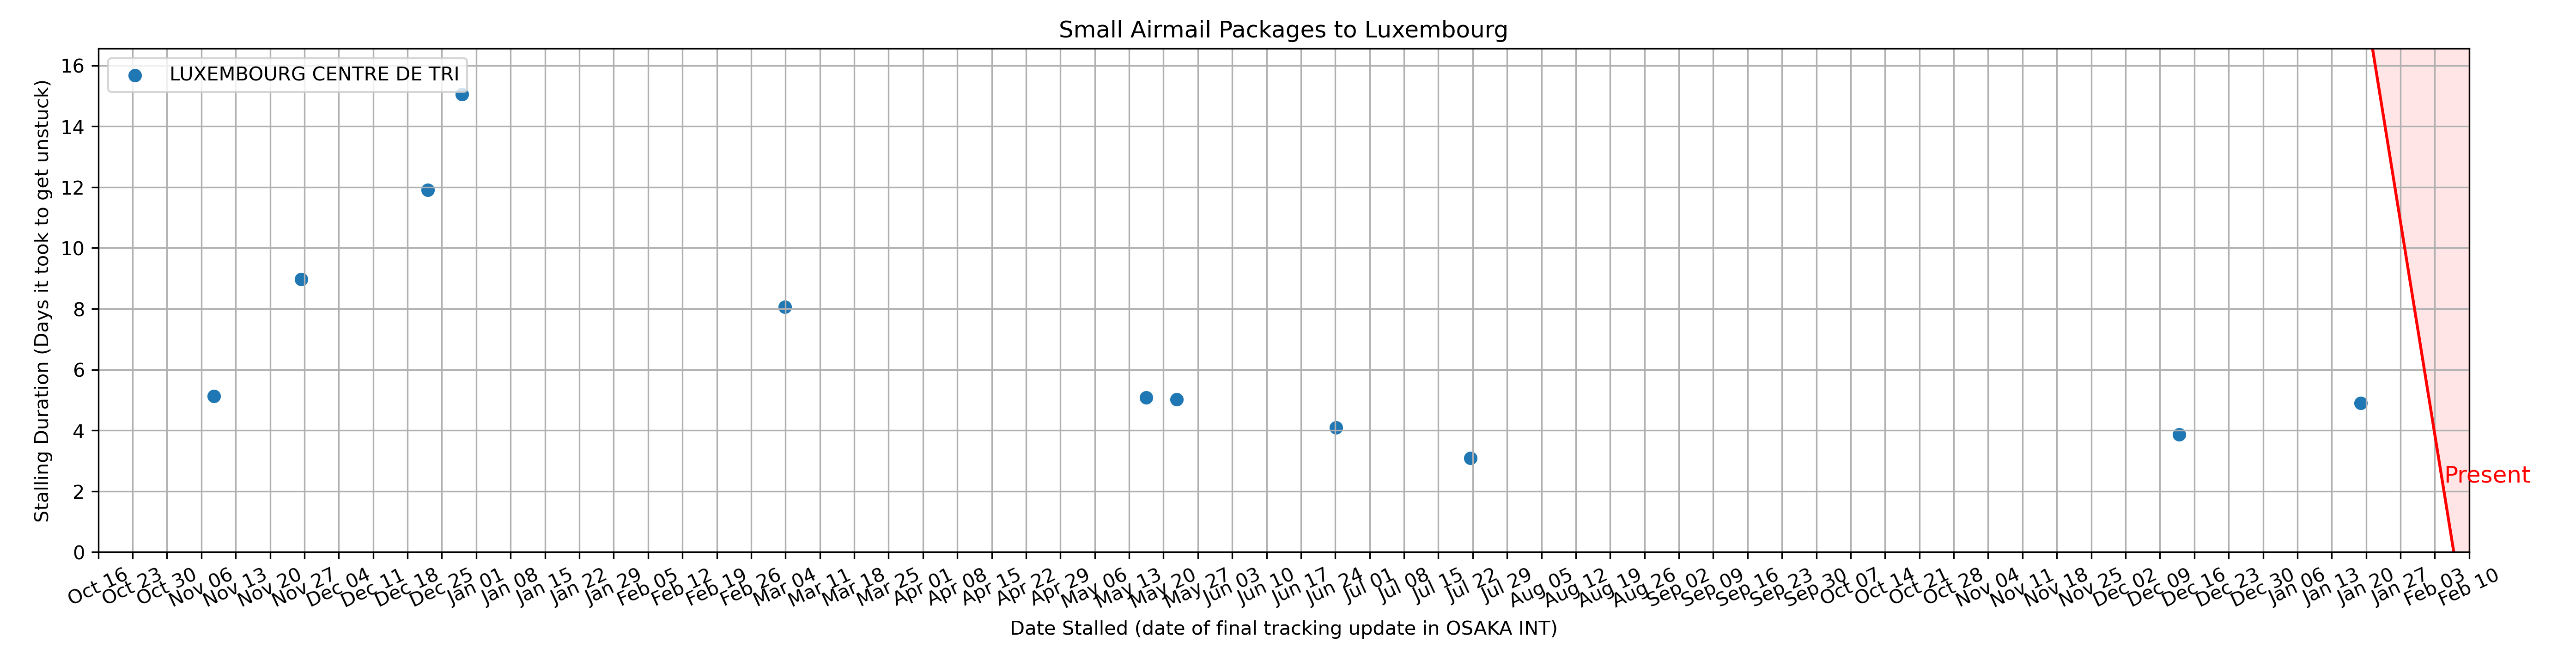 Small Airmail Packages to Luxembourg
LUXEMBOURG CENTRE DE TRI
Stalling Duration (Days it took to get unstuck)
16
14
12
10
8
6
4
2
0
Present
Oct 16 Oct 23 Oct 30 Nov 06 Nov 13 Nov 20 Nov 27 Dec 04 Dec 11 Dec 18 Dec 25 Jan 01 Jan 08 Jan 15 Jan 22 Jan 29 Feb 05 Feb 12 Feb 19 Feb 26 Mar 04 Mar 11 Mar 18 Mar 25 Apr 01 Apr 08 Apr 15 Apr 22 Apr 29 May 06 May 13 May 20 May 27 Jun 03 Jun 10 Jun 17 Jun 24 Jul 01 Jul 08 Jul 15 Jul 22 Jul 29 Aug 05 Aug 12 Aug 19 Aug 26 Sep 02 Sep 09 Sep 16 Sep 23 Sep 30 Oct 07 Oct 14 Oct 21 Oct 28 Nov 04 Nov 11 Nov 18 Nov 25 Dec 02 Dec 09 Dec 16 Dec 23 Dec 30 Jan 06 Jan 13 Jan 20 Jan 27 Feb 03 Feb 10
Date Stalled (date of final tracking update in OSAKA INT)